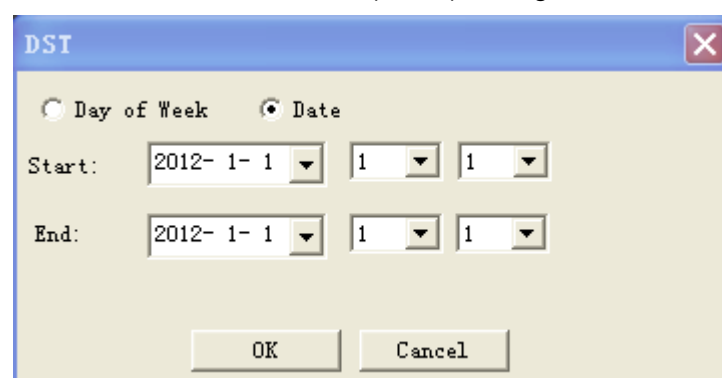 DST
Day of Week Date
Start: 2012- 1- 1 1 1
End: 2012- 1- 1 1 1
OK Cancel